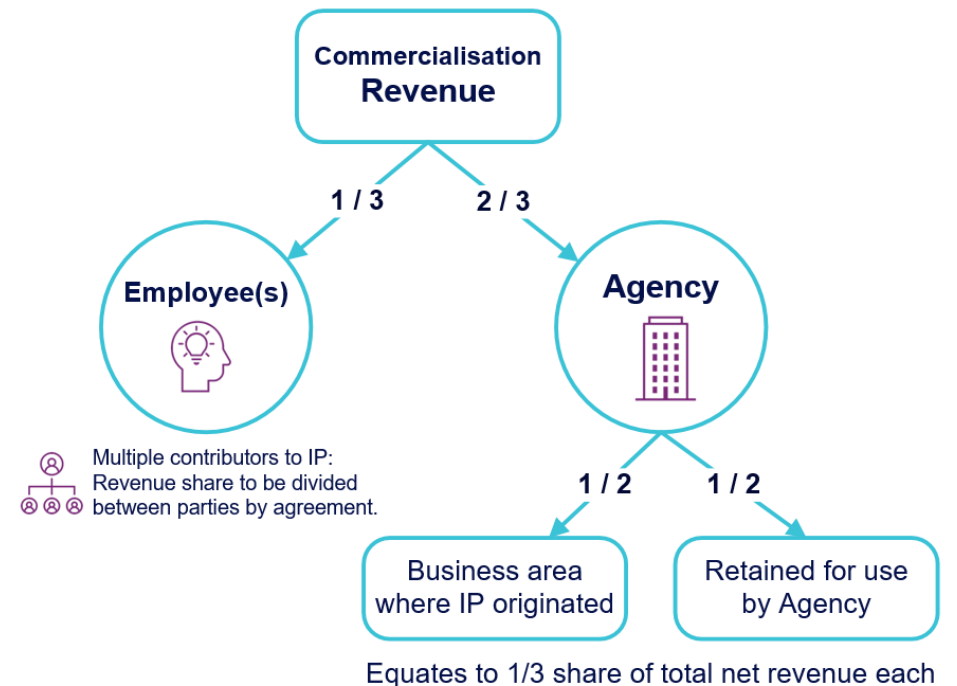 Commercialisation
Revenue
1 / 3
2 / 3
Employee(s)
Agency
Multiple contributors to IP:
Revenue share to be divided
between parties by agreement.
1 / 2
1 / 2
Business area
where IP originated
Retained for use
by Agency
Equates to 1/3 share of total net revenue each